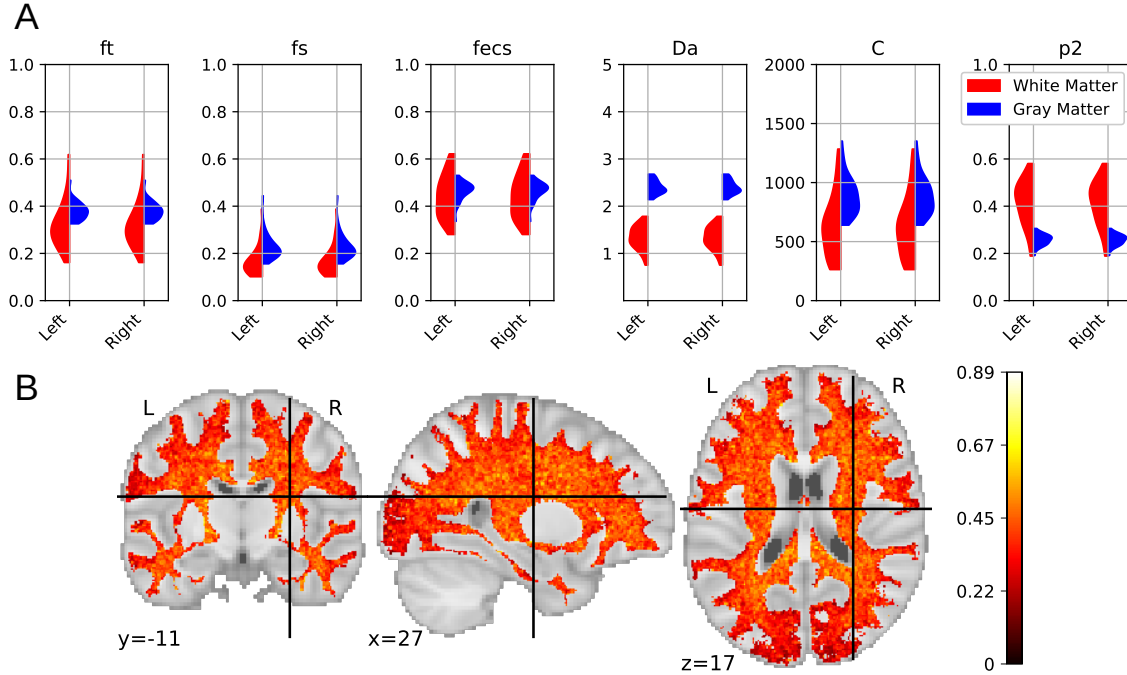 A
ft
fs
fecs
Da
C
p2
1.0
0.8
0.6
0.4
0.2
0.0
Left
Right
1.0
0.8
0.6
0.4
0.2
0.0
Left
Right
1.0
0.8
0.6
0.4
0.2
0.0
Left
Right
5
4
3
2
1
Left
Right
2000
1500
1000
500
0
Left
Right
1.0
0.6
0.4
0.2
0.0
Left
Right
White Matter
Gray Matter
B
L
R
y=-11
x=27
L
R
z=17
0.89
0.67
0.45
0.22
0